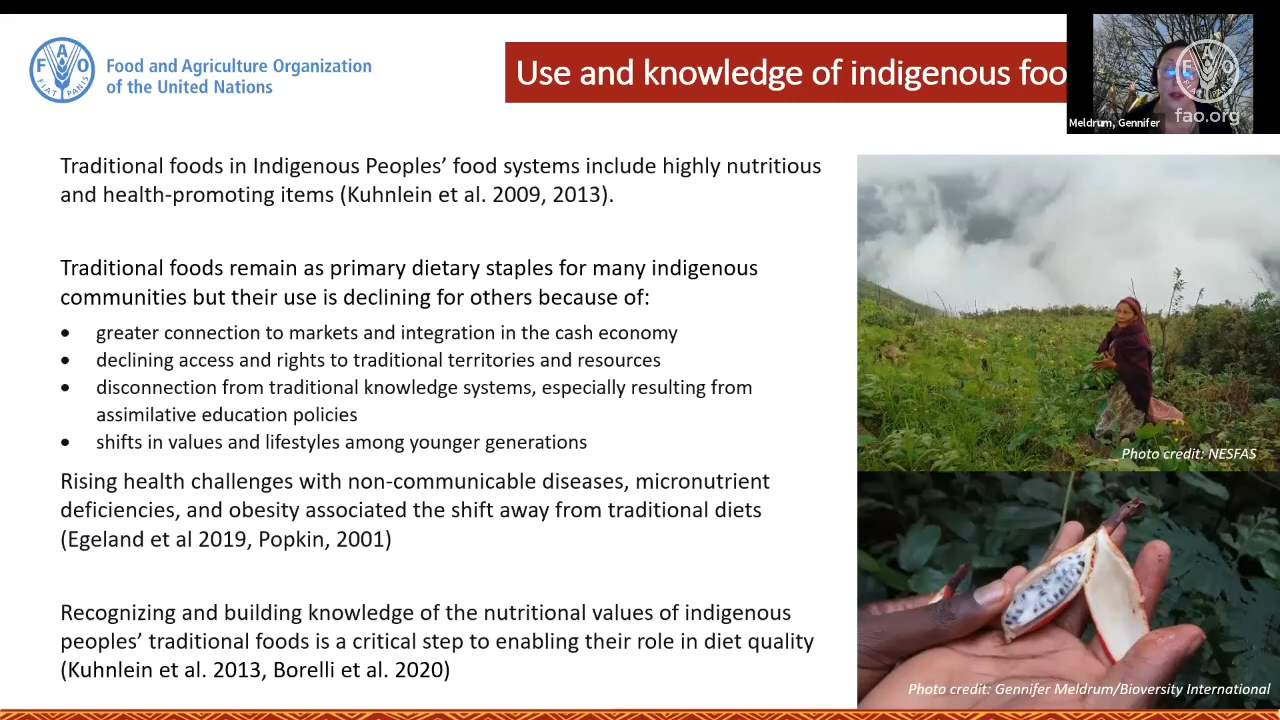 Food and Agriculture Organization
of the United Nations
Use and knowledge of indigenous foo
fao.org
Meldrum, Gennifer
Traditional foods in Indigenous Peoples’ food systems include highly nutritious
and health-promoting items (Kuhnlein et al. 2009, 2013).
Traditional foods remain as primary dietary staples for many indigenous
communities but their use is declining for others because of:
• greater connection to markets and integration in the cash economy
• declining access and rights to traditional territories and resources
• disconnection from traditional knowledge systems, especially resulting from
assimilative education policies
• shifts in values and lifestyles among younger generations
Rising health challenges with non-communicable diseases, micronutrient
deficiencies, and obesity associated the shift away from traditional diets
(Egeland et al 2019, Popkin, 2001)
Recognizing and building knowledge of the nutritional values of indigenous
peoples’ traditional foods is a critical step to enabling their role in diet quality
(Kuhnlein et al. 2013, Borelli et al. 2020)
Photo credit: NESFAS
Photo credit: Gennifer Meldrum/Bioversity International
F A O
FIAT PANIS